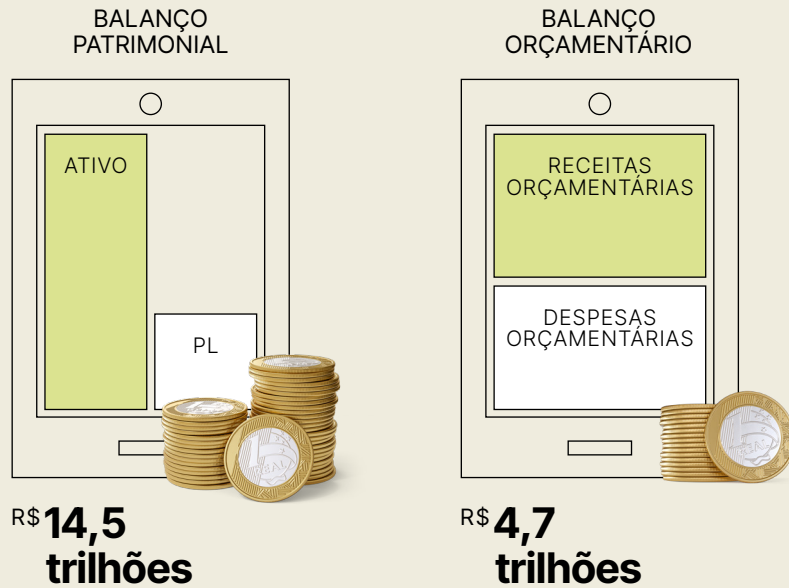 BALANÇO
PATRIMONIAL
ATIVO
PL
R$ 14,5
trilhões
BALANÇO
ORÇAMENTÁRIO
RECEITAS
ORÇAMENTÁRIAS
DESPESAS
ORÇAMENTÁRIAS
R$ 4,7
trilhões